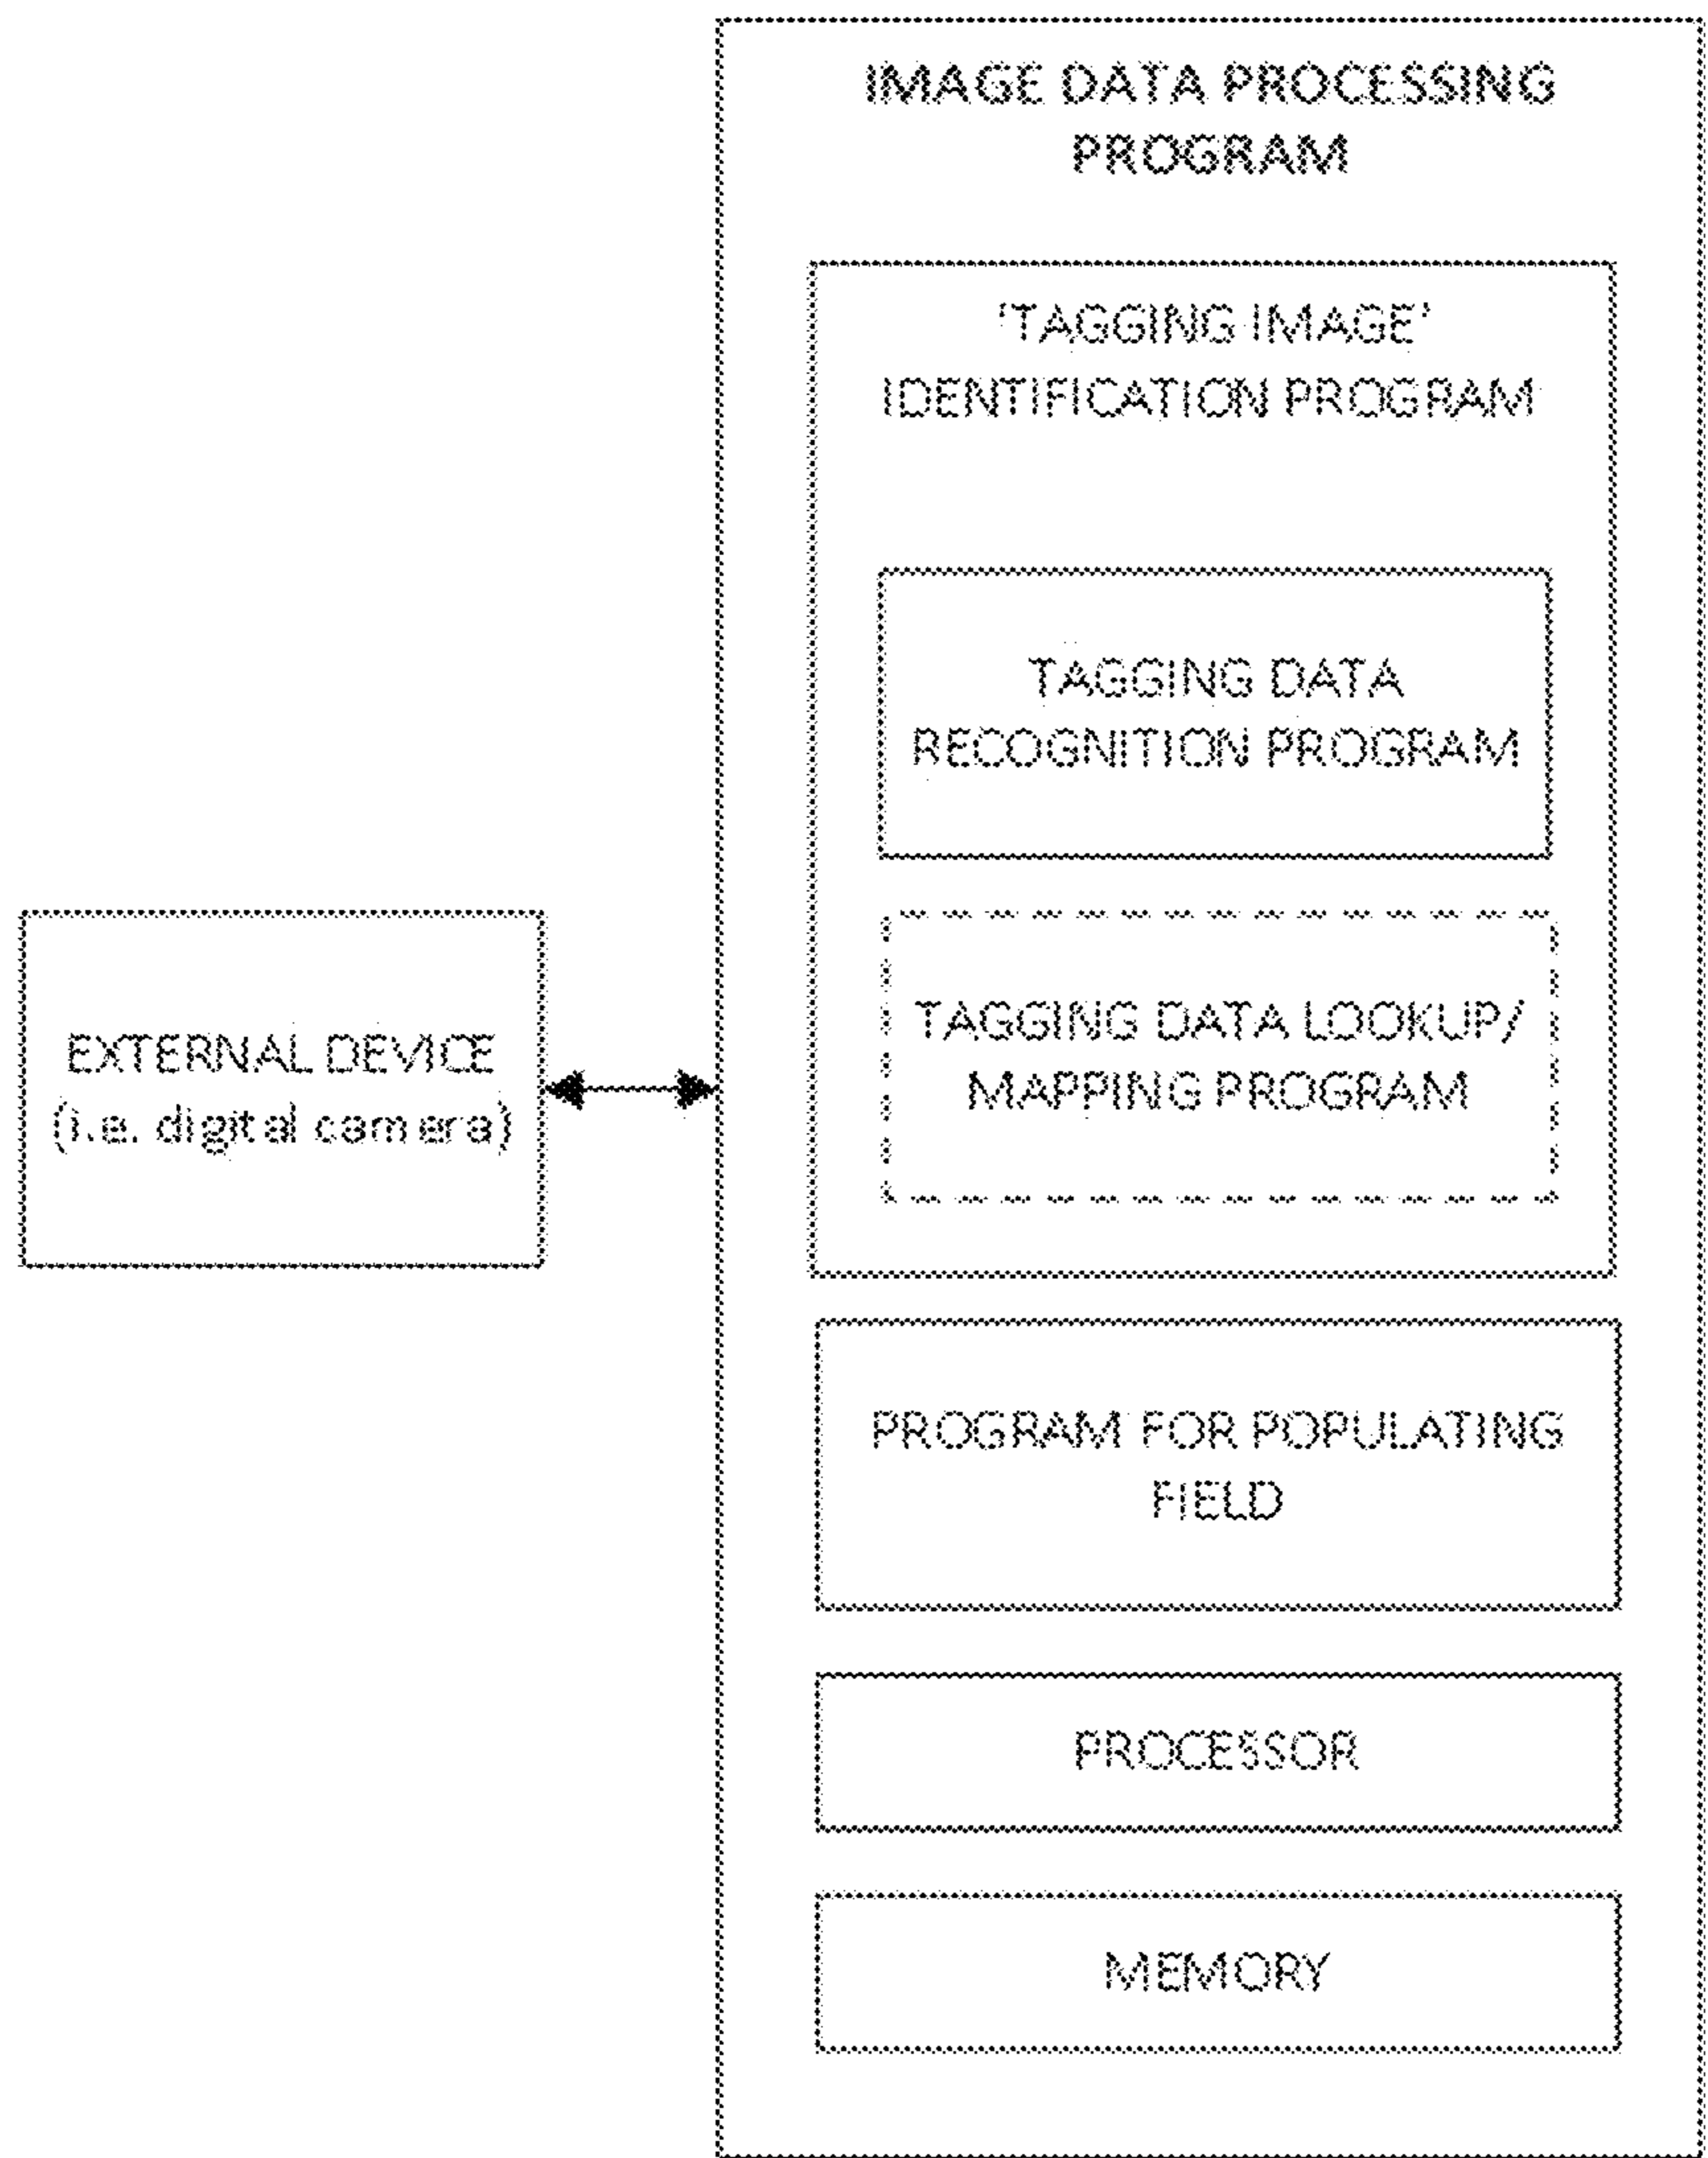 IMAGE DATA PROCESSING
PROGRAM
'TAGGING IMAGE'
IDENTIFICATION PROGRAM
TAGGING DATA
RECOGNITION PROGRAM
TAGGING DATA LOOKUP/
MAPPING PROGRAM
EXTERNAL DEVICE
(i.e. digital camera)
PROGRAM FOR POPULATING
FIELD
PROCESSOR
MEMORY